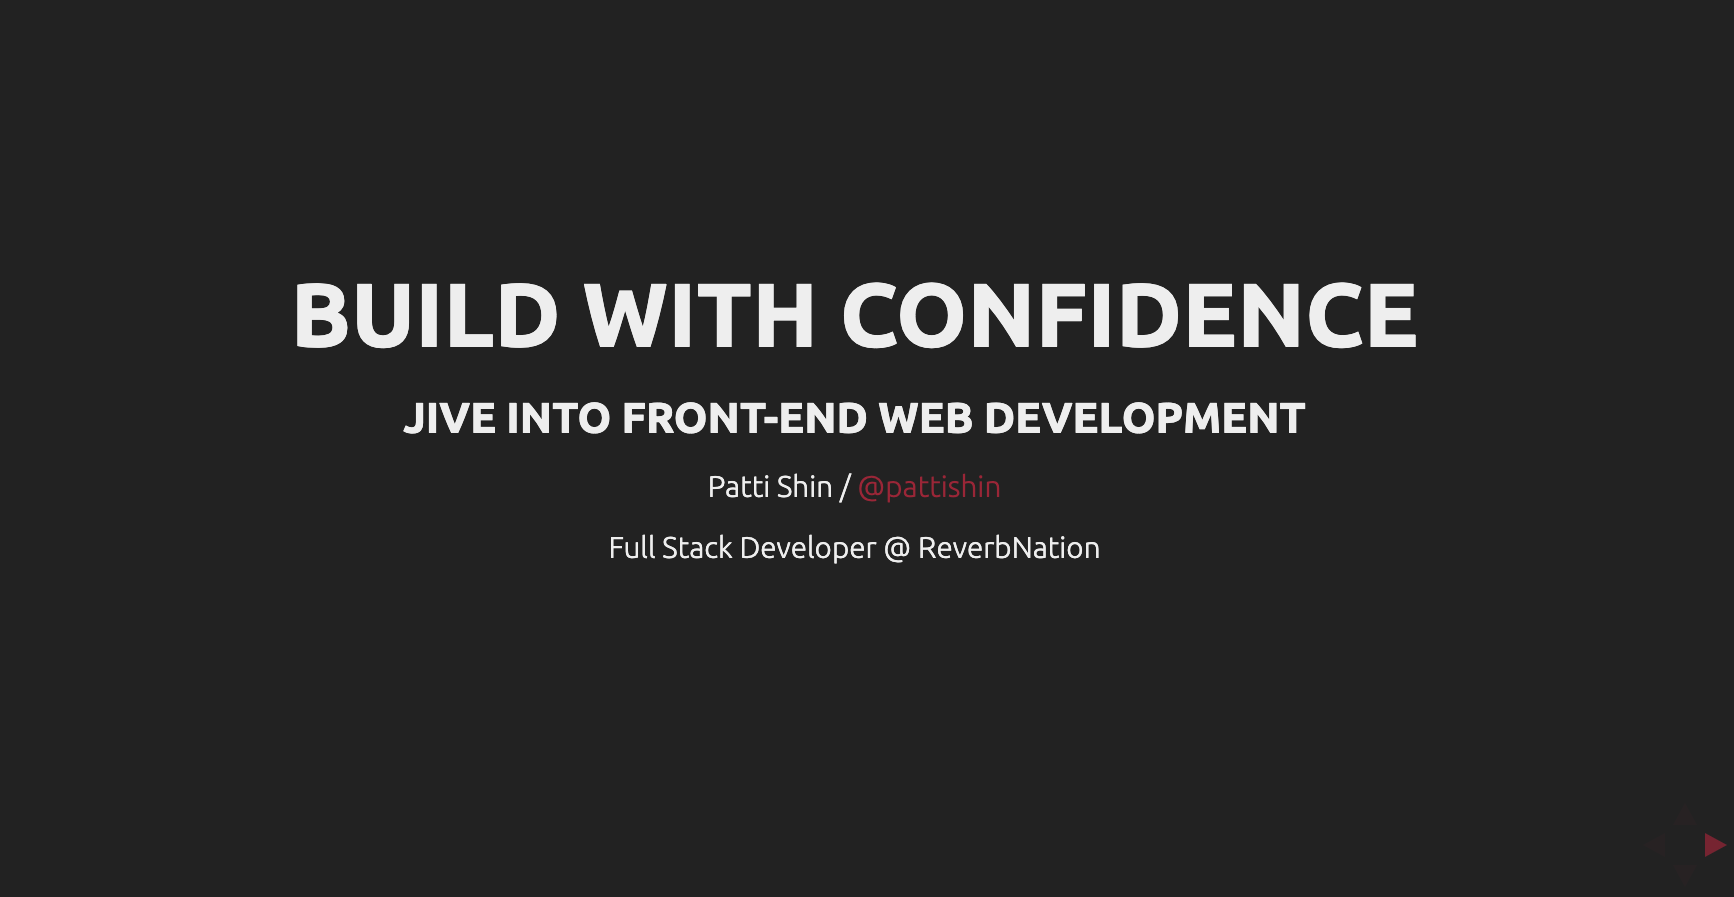 BUILD WITH CONFIDENCE
JIVE INTO FRONT-END WEB DEVELOPMENT
Patti Shin / @pattishin
Full Stack Developer @ ReverbNation